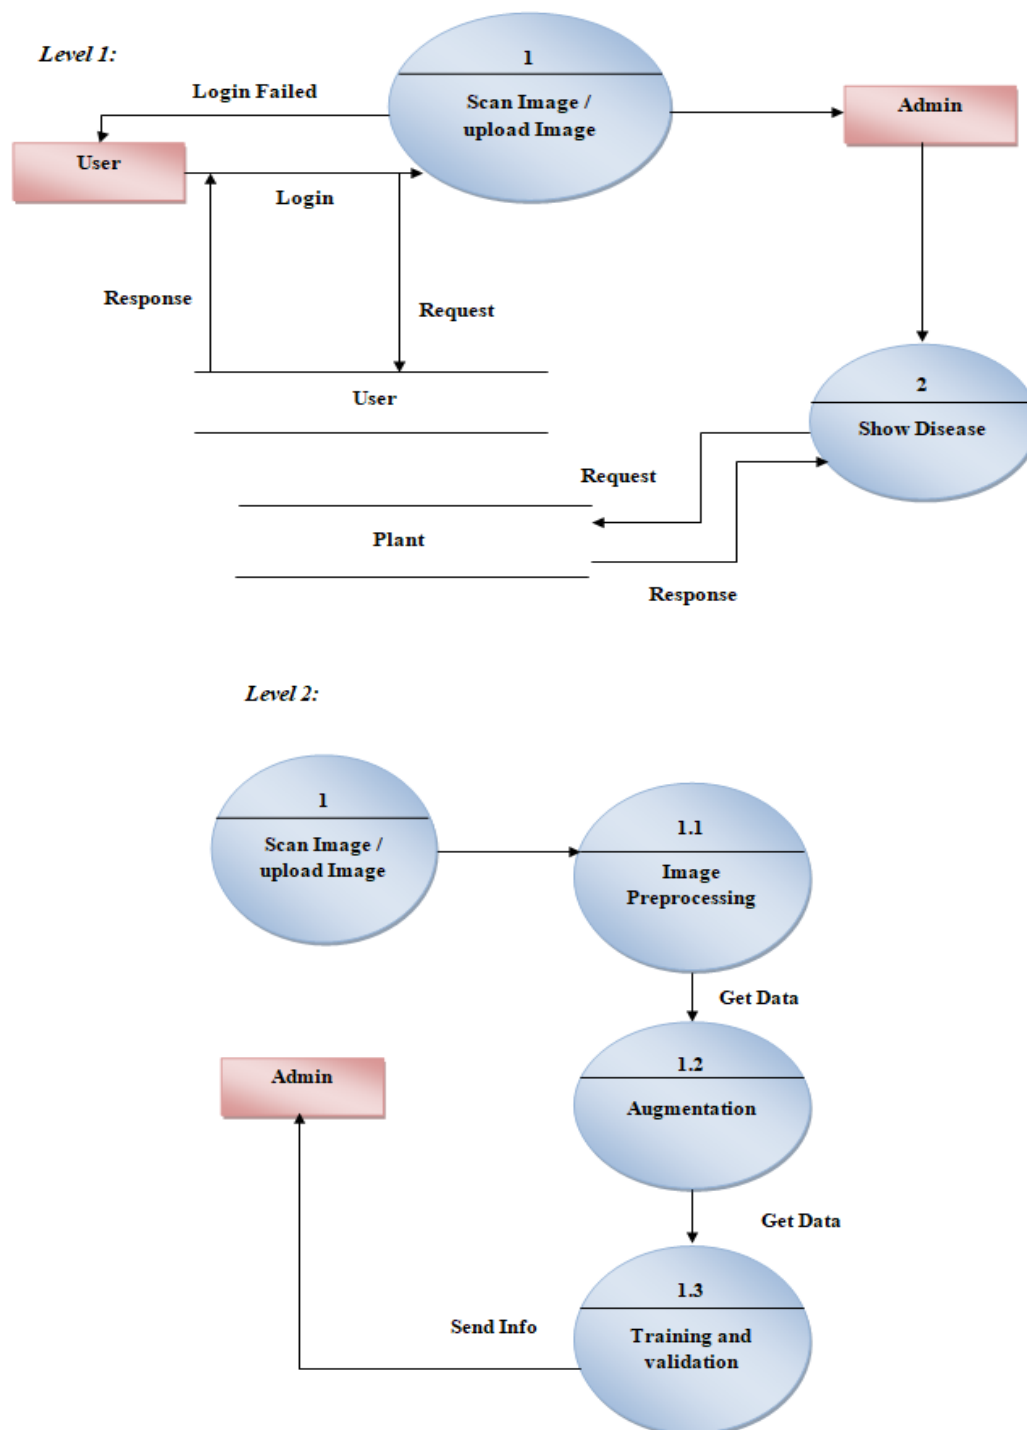 Level 1:
1
Scan Image /
upload Image
Login Failed
Admin
User
Login
Response
Request
User
2
Show Disease
Request
Plant
Response
Level 2:
1
Scan Image /
upload Image
1.1
Image
Preprocessing
Get Data
1.2
Augmentation
Admin
Get Data
1.3
Training and
validation
Send Info